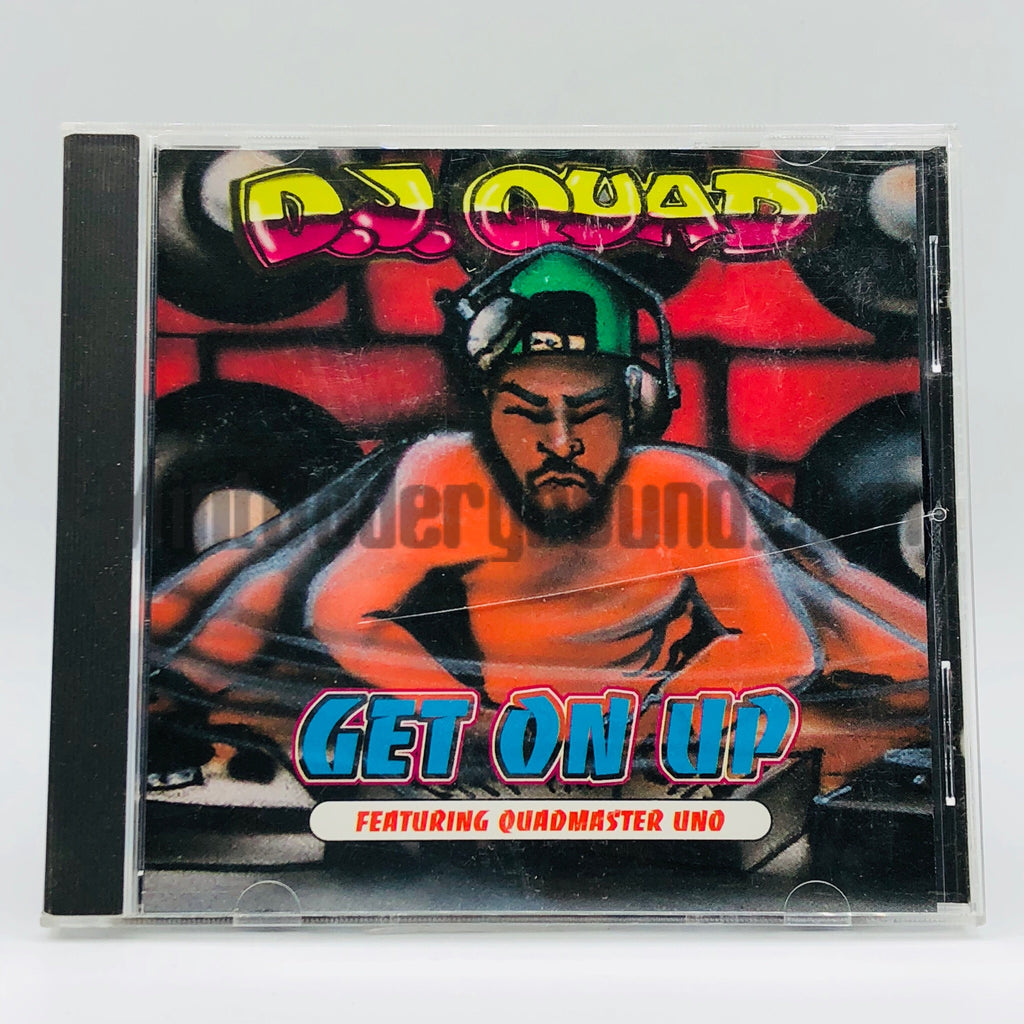 D.J. QUAD
GET ON UP
FEATURING QUADMASTER UNO